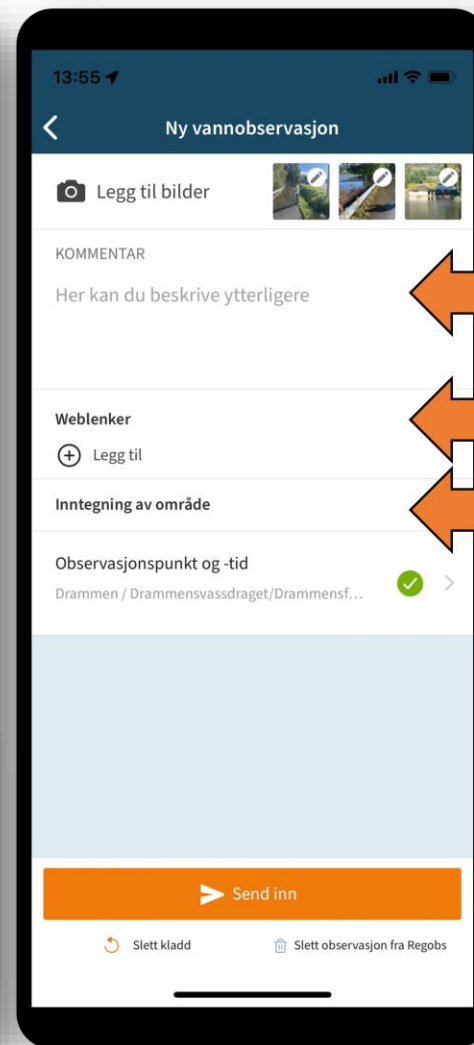 13:55
Ny vannobservasjon
Legg til bilder
KOMMENTAR
Her kan du beskrive ytterligere
Weblenker
Legg til
Inntegning av område
Observasjonspunkt og -tid
Drammen / Drammensvassdraget/Drammensf...
Send inn
Slett kladd
Slett observasjon fra Regobs